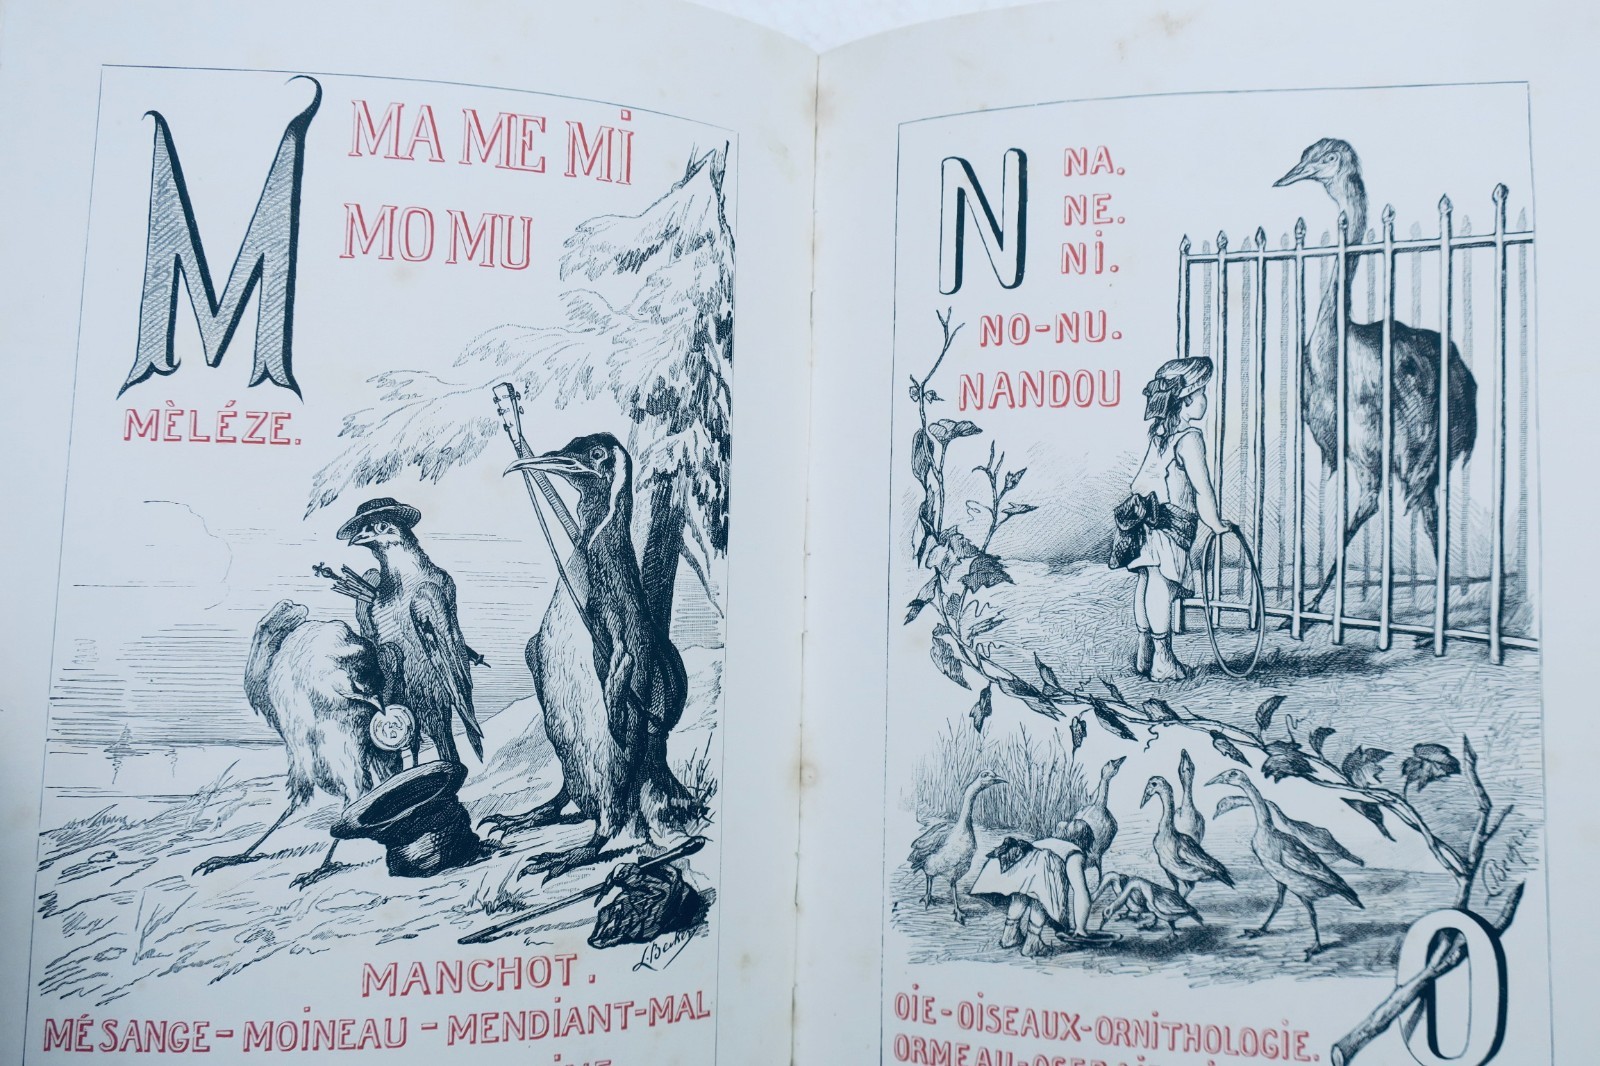 M
MA ME Mi
MO MU
MÈLÉZE.
L. Becker
MANCHOT.
MÉSANGE - MOiNEAU - MENDiANT-MAL
N
NA.
NE.
Ni.
NO-NU.
NANDOU
O
OiE-OiSEAUX-ORNiTHOLOGiE.